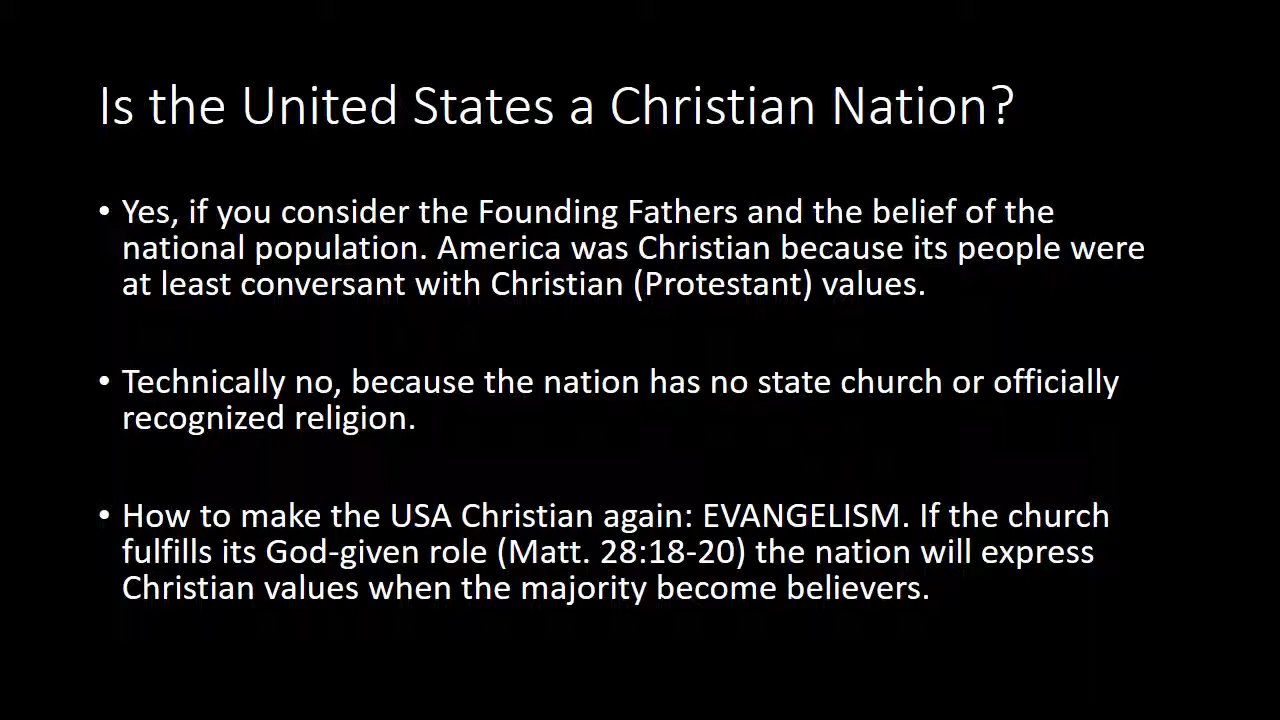 Is the United States a Christian Nation?
• Yes, if you consider the Founding Fathers and the belief of the
national population. America was Christian because its people were
at least conversant with Christian (Protestant) values.
• Technically no, because the nation has no state church or officially
recognized religion.
• How to make the USA Christian again: EVANGELISM. If the church
fulfills its God-given role (Matt. 28:18-20) the nation will express
Christian values when the majority become believers.